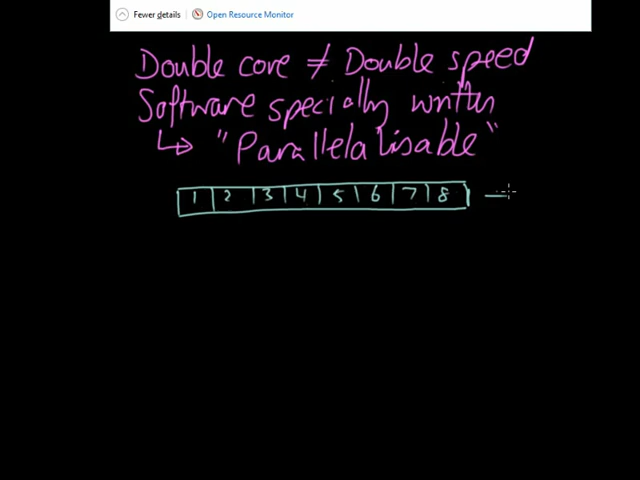 Fewer details Open Resource Monitor
Double core ≠ Double speed
Software specially written
↳ "Parallelalisable"
1 2 3 4 5 6 7 8